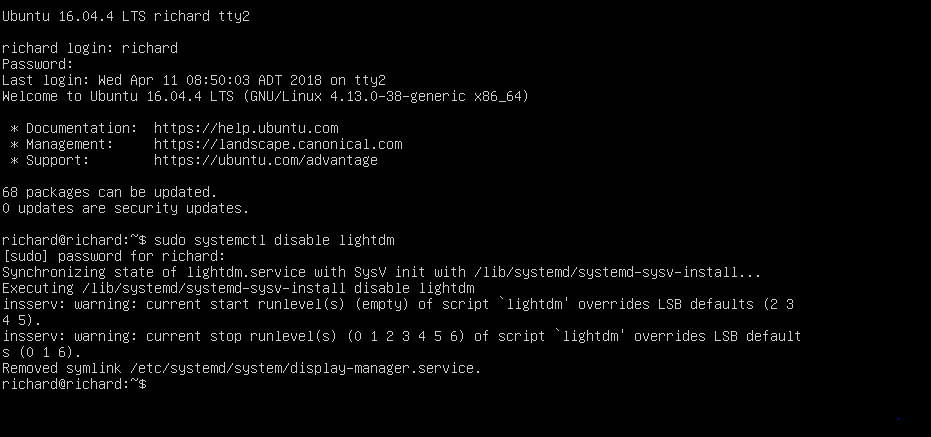 Ubuntu 16.04.4 LTS richard tty2
richard login: richard
Password:
Last login: Wed Apr 11 08:50:03 ADT 2018 on tty2
Welcome to Ubuntu 16.04.4 LTS (GNU/Linux 4.13.0-38-generic x86_64)
* Documentation:  https://help.ubuntu.com
* Management:     https://landscape.canonical.com
* Support:        https://ubuntu.com/advantage
68 packages can be updated.
0 updates are security updates.
richard@richard:~$ sudo systemctl disable lightdm
[sudo] password for richard:
Synchronizing state of lightdm.service with SysV init with /lib/systemd/systemd-sysv-install...
Executing /lib/systemd/systemd-sysv-install disable lightdm
insserv: warning: current start runlevel(s) (empty) of script `lightdm' overrides LSB defaults (2 3
4 5).
insserv: warning: current stop runlevel(s) (0 1 2 3 4 5 6) of script `lightdm' overrides LSB default
s (0 1 6).
Removed symlink /etc/systemd/system/display-manager.service.
richard@richard:~$